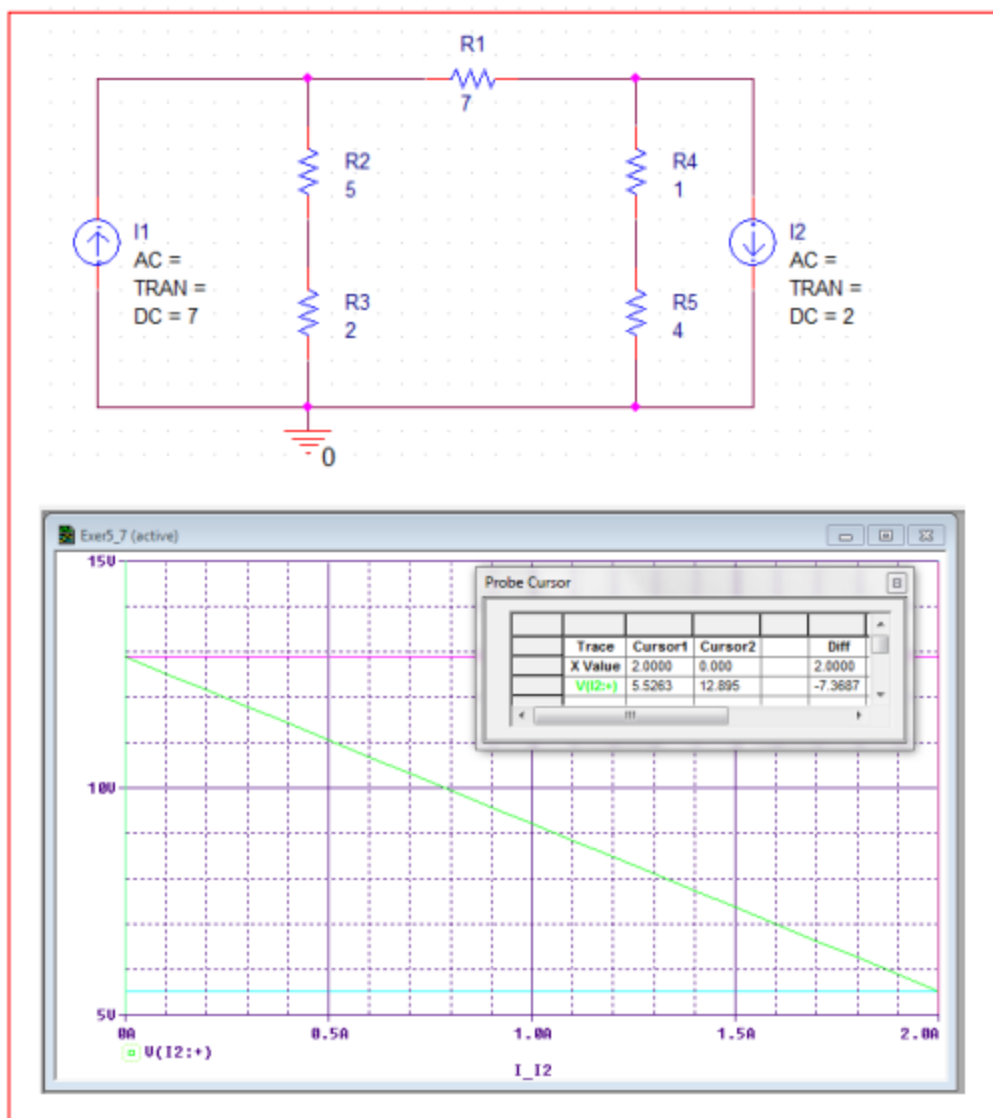 R1
7
R2
5
R4
1
I1
AC =
TRAN =
DC = 7
I2
AC =
TRAN =
DC = 2
R3
2
R5
4
0
Exer5_7 (active)
15V
Probe Cursor
Trace Cursor1 Cursor2 Diff
X Value 2.0000 0.000 2.0000
V(I2:+) 5.5263 12.895 -7.3687
10V
5V
0A 0.5A 1.0A 1.5A 2.0A
V(I2:+)
I_I2